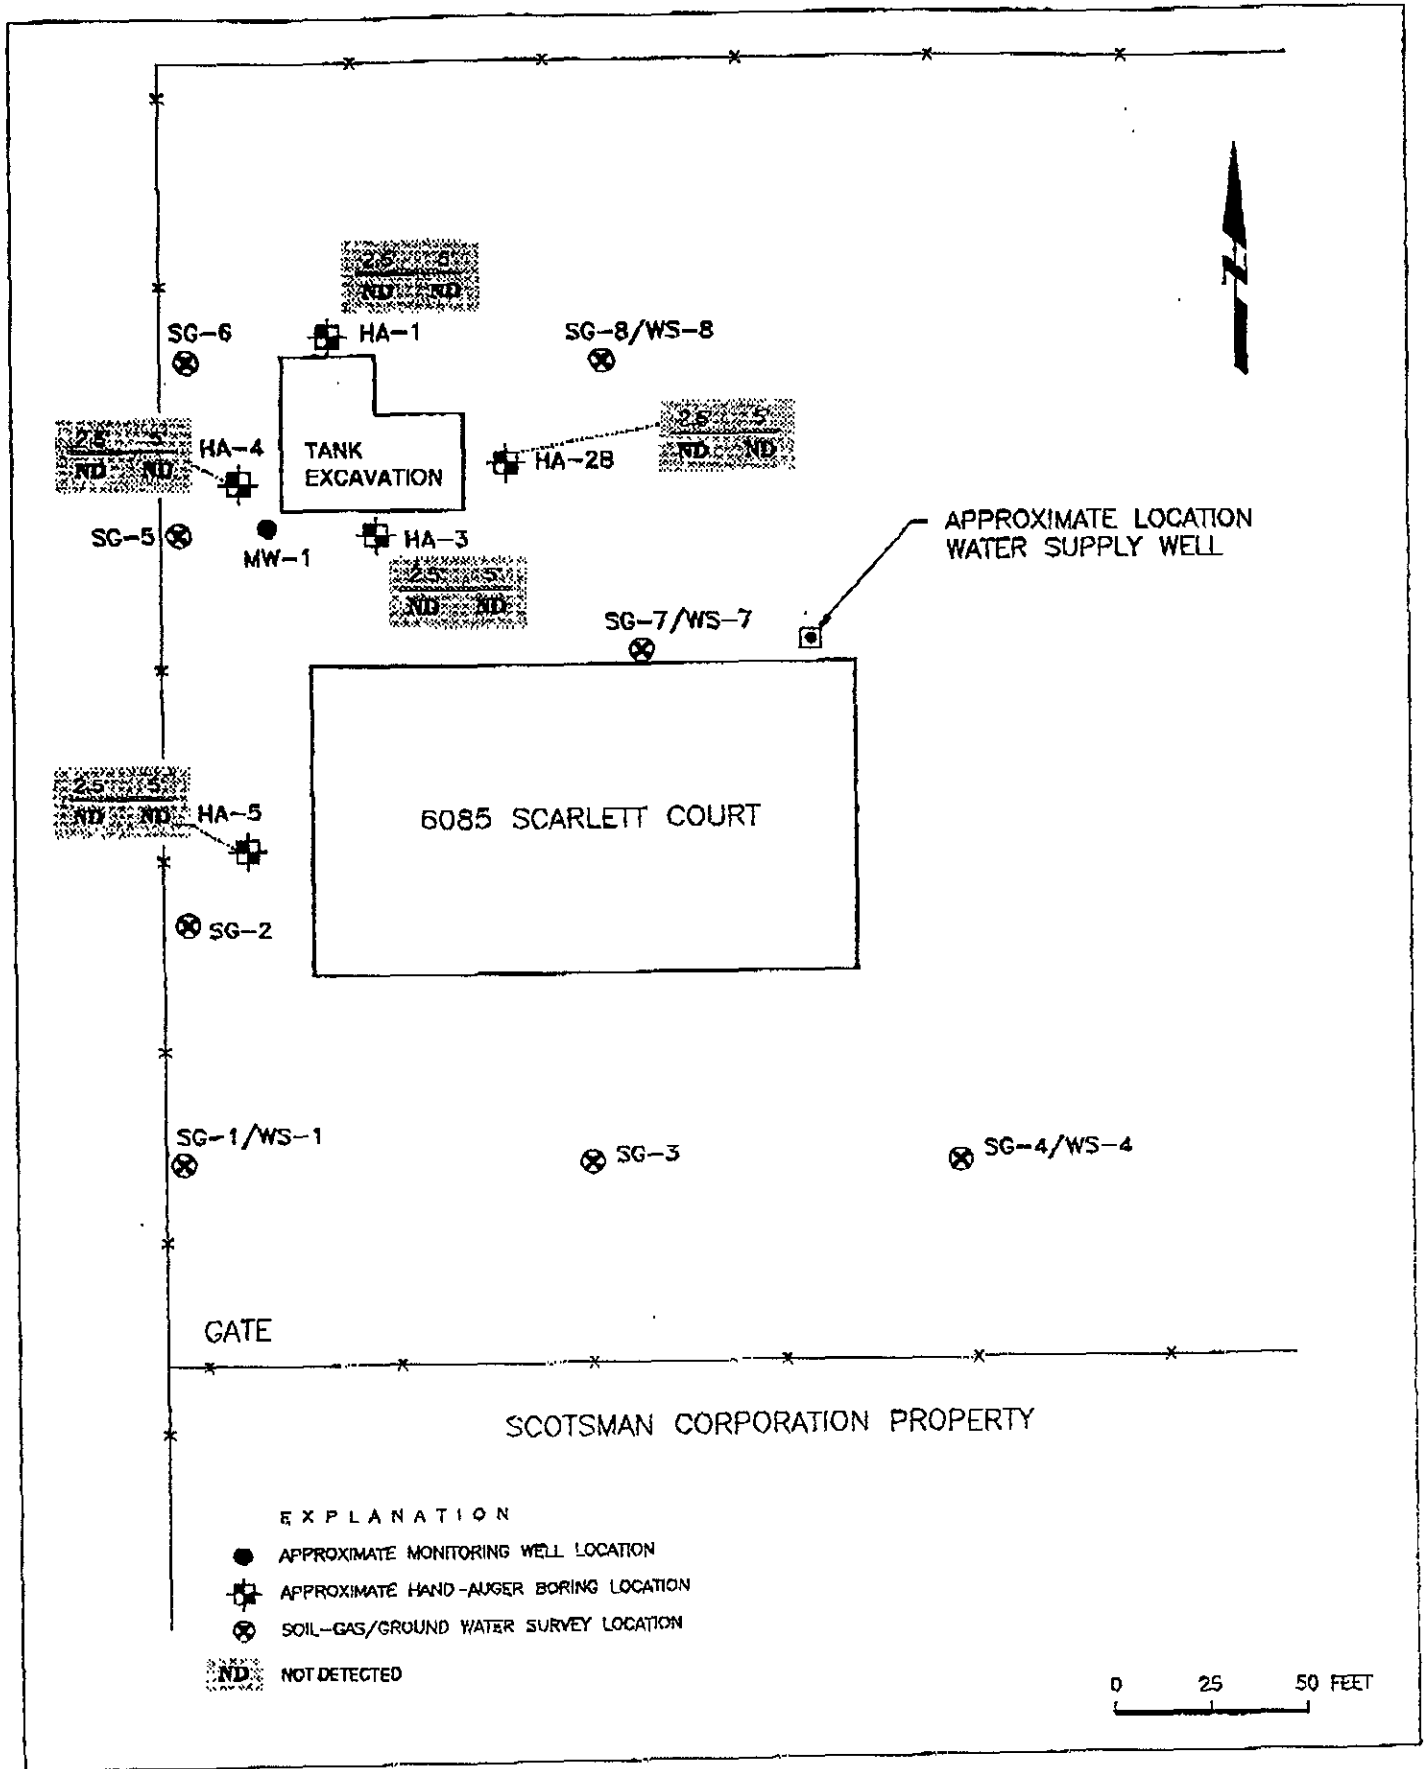 N
2.5 5
ND ND
SG-6
HA-1
SG-8/WS-8
2.5 5
ND ND
HA-4
TANK
EXCAVATION
HA-2B
2.5 5
ND ND
SG-5
MW-1
HA-3
2.5 5
ND ND
APPROXIMATE LOCATION
WATER SUPPLY WELL
SG-7/WS-7
2.5 5
ND ND
HA-5
6085 SCARLETT COURT
SG-2
SG-1/WS-1
SG-3
SG-4/WS-4
GATE
SCOTSMAN CORPORATION PROPERTY
EXPLANATION
APPROXIMATE MONITORING WELL LOCATION
APPROXIMATE HAND-AUGER BORING LOCATION
SOIL-GAS/GROUND WATER SURVEY LOCATION
ND NOT DETECTED
0 25 50 FEET